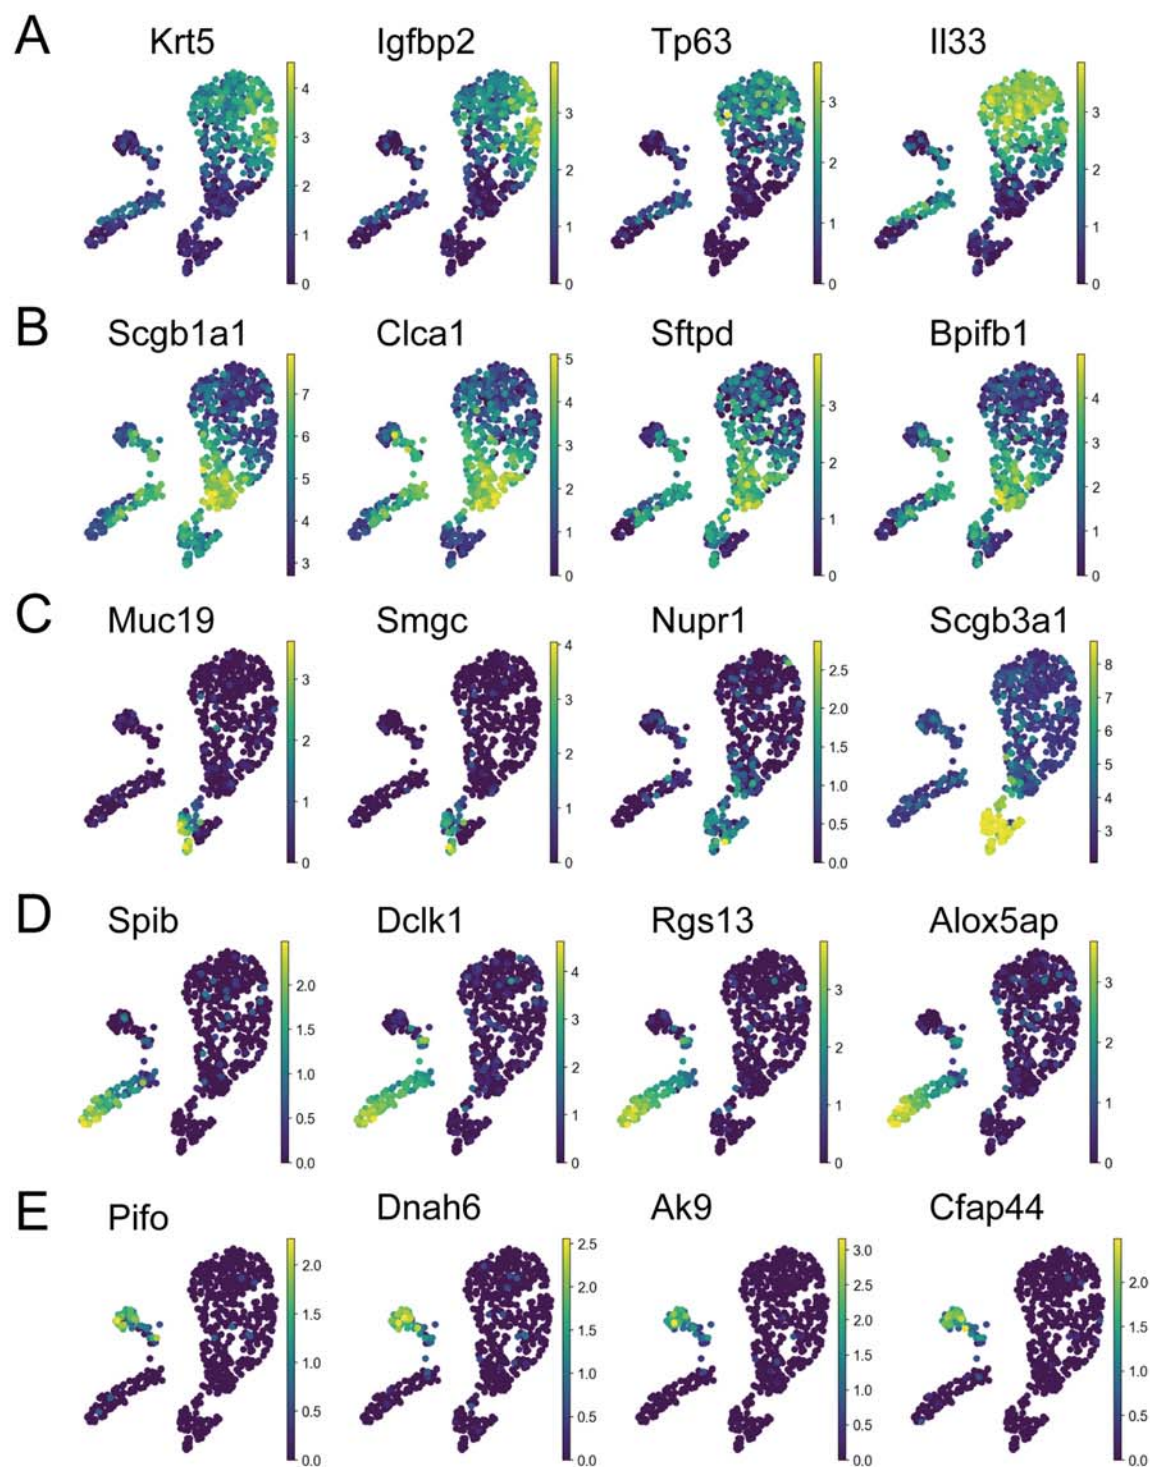 A
Krt5 Igfbp2 Tp63 Il33
4 3 2 1 0
3 2 1 0
3 2 1 0
3 2 1 0
B
Scgb1a1 Clca1 Sftpd Bpifb1
7 6 5 4 3
5 4 3 2 1 0
3 2 1 0
4 3 2 1 0
C
Muc19 Smgc Nupr1 Scgb3a1
3 2 1 0
4 3 2 1 0
2.5 2.0 1.5 1.0 0.5 0.0
8 7 6 5 4 3
D
Spib Dclk1 Rgs13 Alox5ap
2.0 1.5 1.0 0.5 0.0
4 3 2 1 0
3 2 1 0
3 2 1 0
E
Pifo Dnah6 Ak9 Cfap44
2.0 1.5 1.0 0.5 0.0
2.5 2.0 1.5 1.0 0.5 0.0
3.0 2.5 2.0 1.5 1.0 0.5 0.0
2.0 1.5 1.0 0.5 0.0